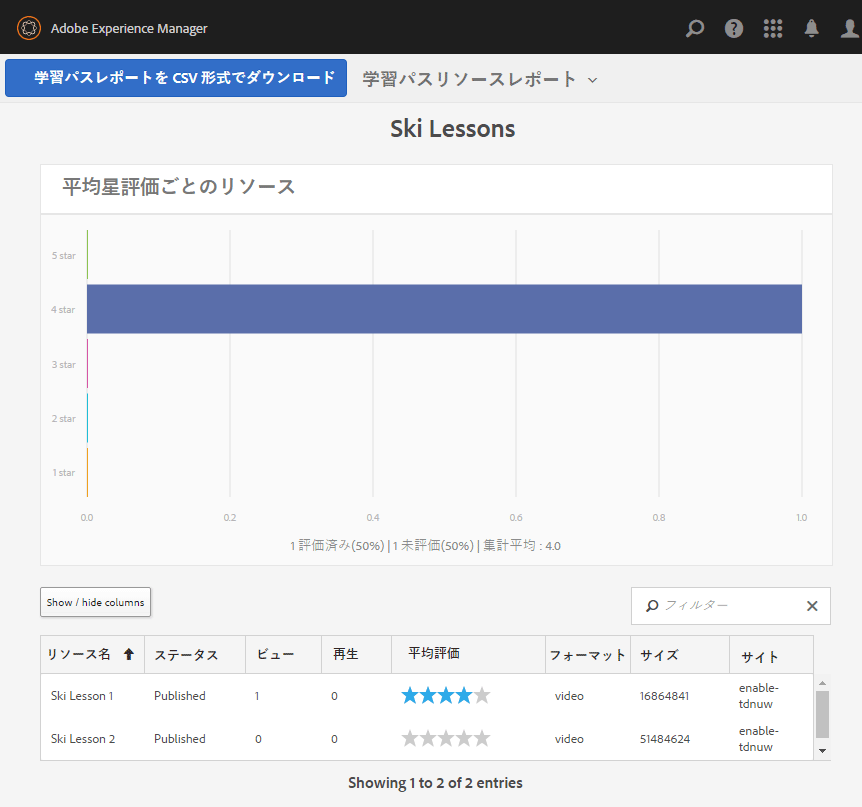 Adobe Experience Manager
学習パスレポートを CSV 形式でダウンロード 学習パスリソースレポート
Ski Lessons
平均星評価ごとのリソース
5 star
4 star
3 star
2 star
1 star
0.0 0.2 0.4 0.6 0.8 1.0
1 評価済み(50%) | 1 未評価(50%) | 集計平均 : 4.0
Show / hide columns フィルター
リソース名 ステータス ビュー 再生 平均評価 フォーマット サイズ サイト
Ski Lesson 1 Published 1 0 video 16864841 enable-
tdnuw
Ski Lesson 2 Published 0 0 video 51484624 enable-
tdnuw
Showing 1 to 2 of 2 entries